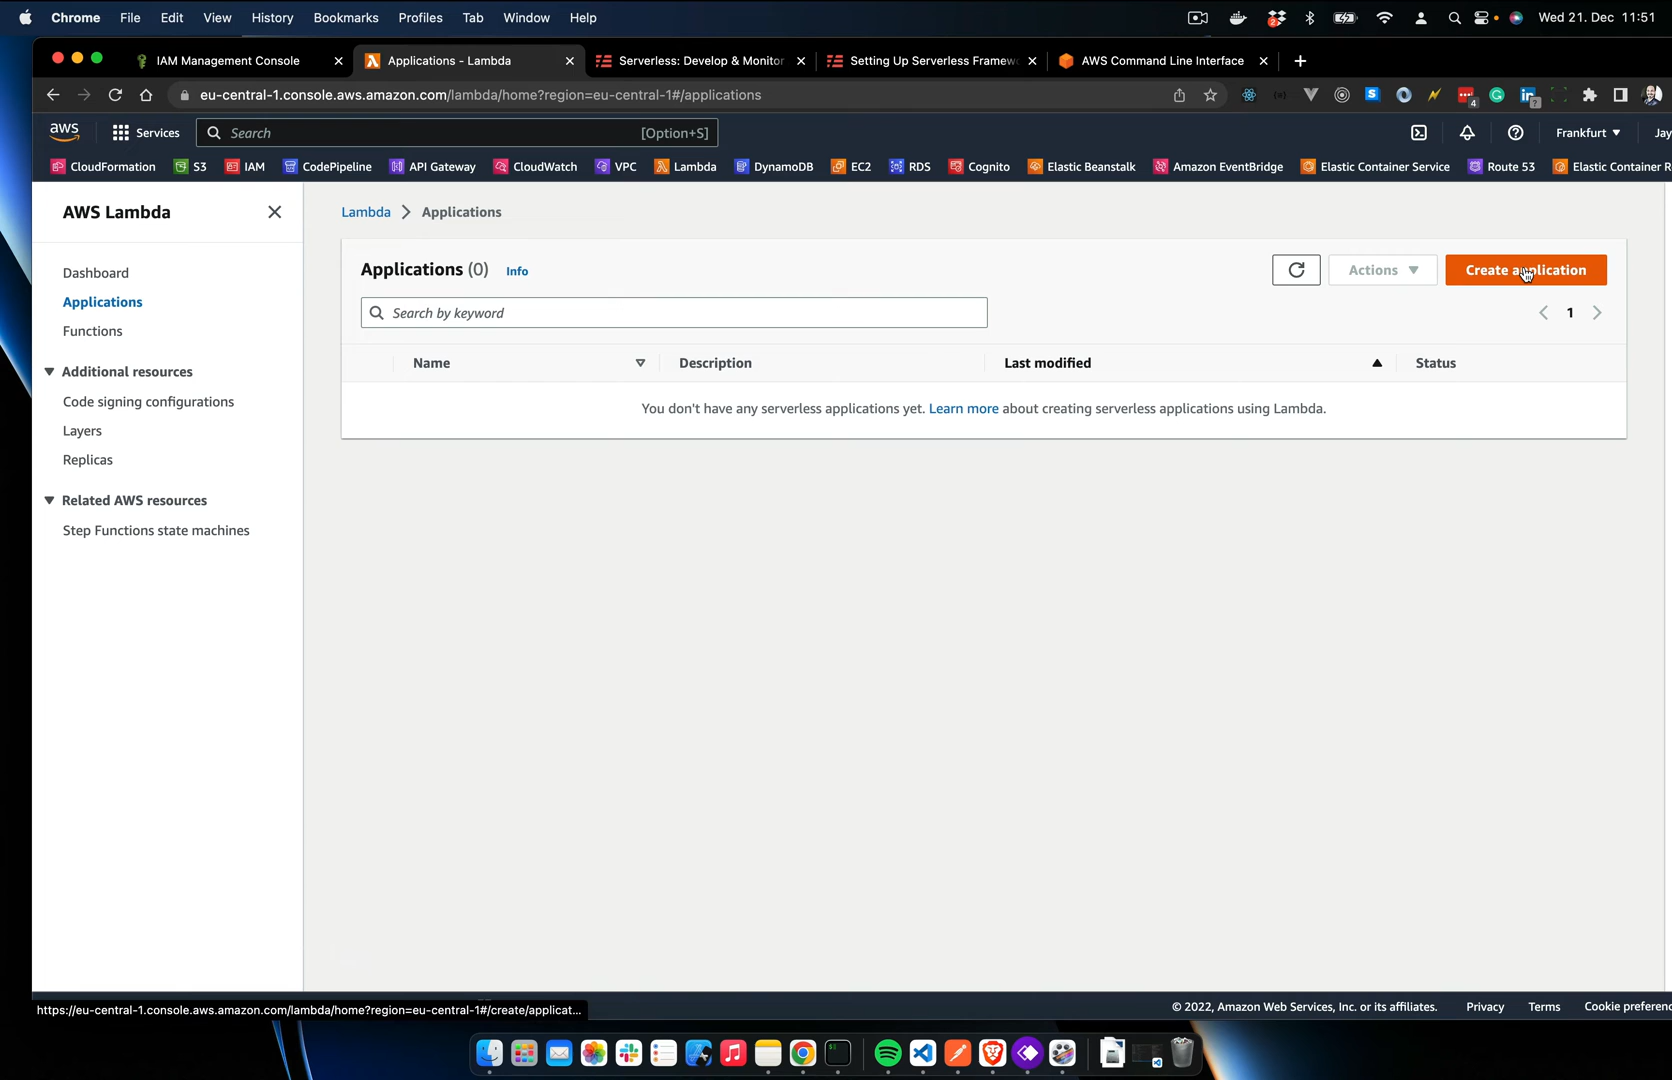 Chrome File Edit View History Bookmarks Profiles Tab Window Help 2 Wed 21. Dec 11:51
IAM Management Console Applications - Lambda Serverless: Develop & Monitor Setting Up Serverless Framew AWS Command Line Interface
eu-central-1.console.aws.amazon.com/lambda/home?region=eu-central-1#/applications 4 ?
aws Services Search [Option+S] Frankfurt Jay
CloudFormation S3 IAM CodePipeline API Gateway CloudWatch VPC Lambda DynamoDB EC2 RDS Cognito Elastic Beanstalk Amazon EventBridge Elastic Container Service Route 53 Elastic Container R
AWS Lambda
Dashboard
Applications
Functions
Additional resources
Code signing configurations
Layers
Replicas
Related AWS resources
Step Functions state machines
Lambda > Applications
Applications (0) Info Actions Create application
Search by keyword 1
Name Description Last modified Status
You don't have any serverless applications yet. Learn more about creating serverless applications using Lambda.
https://eu-central-1.console.aws.amazon.com/lambda/home?region=eu-central-1#/create/applicat...
© 2022, Amazon Web Services, Inc. or its affiliates. Privacy Terms Cookie preferenc